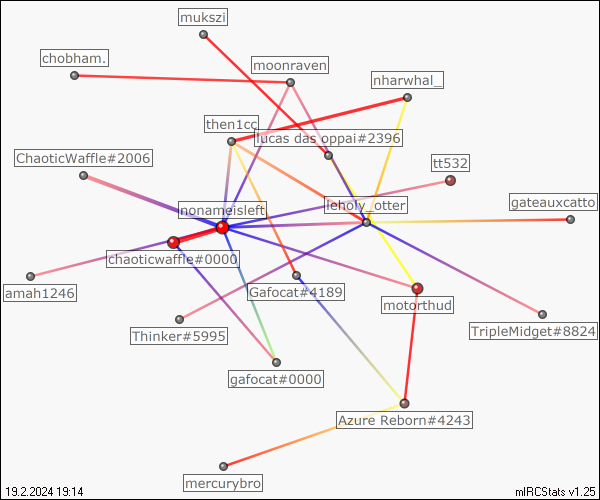 mukszi
chobham.
moonraven
nharwhal_
then1cc
lucas das oppai#2396
ChaoticWaffle#2006
tt532
nonameisleft
leholy_otter
gateauxcatto
chaoticwaffle#0000
amah1246
Gafocat#4189
motorthud
Thinker#5995
TripleMidget#8824
gafocat#0000
Azure Reborn#4243
mercurybro
19.2.2024 19:14
mIRCStats v1.25